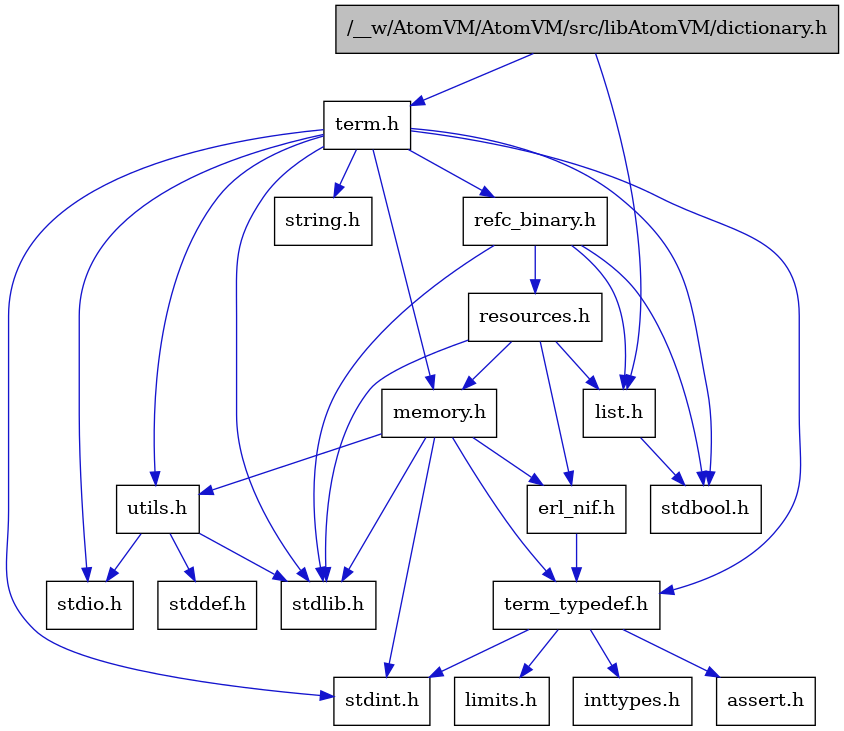 /__w/AtomVM/AtomVM/src/libAtomVM/dictionary.h
term.h
string.h
refc_binary.h
resources.h
memory.h
list.h
utils.h
erl_nif.h
stdbool.h
stdio.h
stddef.h
stdlib.h
term_typedef.h
stdint.h
limits.h
inttypes.h
assert.h